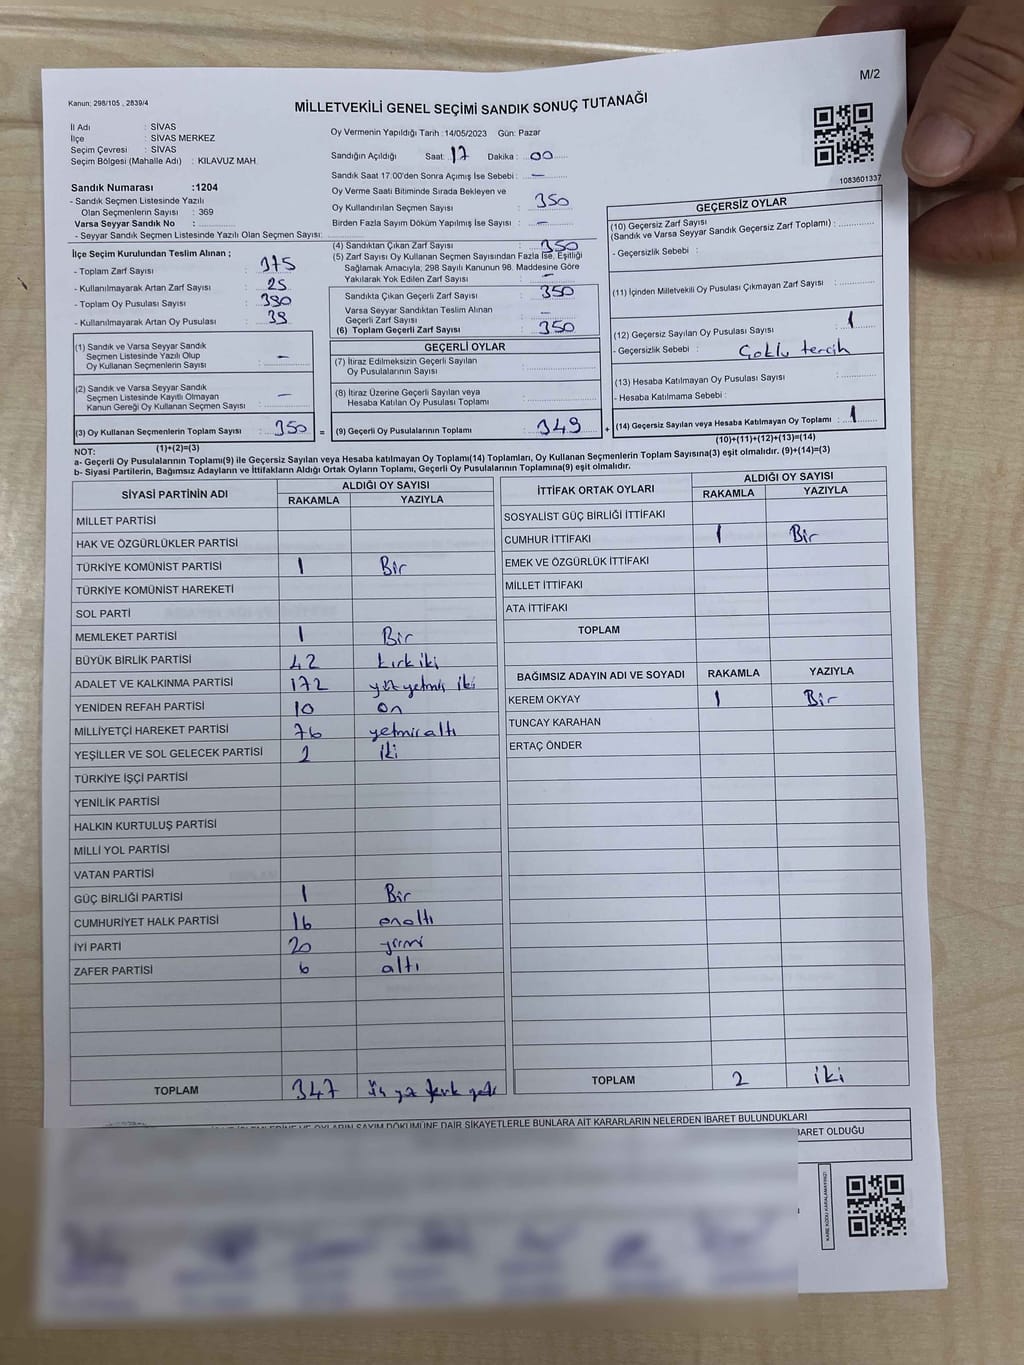 M/2
Kanun: 298/105 , 2839/4
MİLLETVEKİLİ GENEL SEÇİMİ SANDIK SONUÇ TUTANAĞI
İl Adı : SİVAS
İlçe : SİVAS MERKEZ
Seçim Çevresi : SİVAS
Seçim Bölgesi (Mahalle Adı) : KILAVUZ MAH.
Sandık Numarası :1204
- Sandık Seçmen Listesinde Yazılı
Olan Seçmenlerin Sayısı : 369
Varsa Seyyar Sandık No :
- Seyyar Sandık Seçmen Listesinde Yazılı Olan Seçmen Sayısı:
Oy Vermenin Yapıldığı Tarih : 14/05/2023 Gün: Pazar
Sandığın Açıldığı Saat: 17 Dakika : 00
Sandık Saat 17.00'den Sonra Açımış İse Sebebi : —
Oy Verme Saati Bitiminde Sırada Bekleyen ve
Oy Kullandırılan Seçmen Sayısı : 350
Birden Fazla Sayım Döküm Yapılmış İse Sayısı : —
1083601337
İlçe Seçim Kurulundan Teslim Alınan ;
- Toplam Zarf Sayısı : 375
- Kullanılmayarak Artan Zarf Sayısı : 25
- Toplam Oy Pusulası Sayısı :
- Kullanılmayarak Artan Oy Pusulası :
(1) Sandık ve Varsa Seyyar Sandık
Seçmen Listesinde Yazılı Olup
Oy Kullanan Seçmenlerin Sayısı : —
(2) Sandık ve Varsa Seyyar Sandık
Seçmen Listesinde Kayıtlı Olmayan
Kanun Gereği Oy Kullanan Seçmen Sayısı : —
(3) Oy Kullanan Seçmenlerin Toplam Sayısı : 350 =
(1)+(2)=(3)
(4) Sandıktan Çıkan Zarf Sayısı : 350
(5) Zarf Sayısı Oy Kullanan Seçmen Sayısından Fazla İse, Eşitliği
Sağlamak Amacıyla, 298 Sayılı Kanunun 98. Maddesine Göre
Yakılarak Yok Edilen Zarf Sayısı : —
Sandıkta Çıkan Geçerli Zarf Sayısı : 350
Varsa Seyyar Sandıktan Teslim Alınan
Geçerli Zarf Sayısı : —
(6) Toplam Geçerli Zarf Sayısı : 350
GEÇERLİ OYLAR
(7) İtiraz Edilmeksizin Geçerli Sayılan
Oy Pusulalarının Sayısı :
(8) İtiraz Üzerine Geçerli Sayılan veya
Hesaba Katılan Oy Pusulası Toplamı :
(9) Geçerli Oy Pusulalarının Toplamı : 349 +
GEÇERSİZ OYLAR
(10) Geçersiz Zarf Sayısı
(Sandık ve Varsa Seyyar Sandık Geçersiz Zarf Toplamı) :
- Geçersizlik Sebebi :
(11) İçinden Milletvekili Oy Pusulası Çıkmayan Zarf Sayısı :
(12) Geçersiz Sayılan Oy Pusulası Sayısı : 1
- Geçersizlik Sebebi : Çoklu tercih
(13) Hesaba Katılmayan Oy Pusulası Sayısı :
- Hesaba Katılmama Sebebi :
(14) Geçersiz Sayılan veya Hesaba Katılmayan Oy Toplamı : 1
(10)+(11)+(12)+(13)=(14)
NOT:
a- Geçerli Oy Pusulalarının Toplamı(9) ile Geçersiz Sayılan veya Hesaba katılmayan Oy Toplamı(14) Toplamları, Oy Kullanan Seçmenlerin Toplam Sayısına(3) eşit olmalıdır. (9)+(14)=(3)
b- Siyasi Partilerin, Bağımsız Adayların ve İttifakların Aldığı Ortak Oyların Toplamı, Geçerli Oy Pusulalarının Toplamına(9) eşit olmalıdır.
SİYASİ PARTİNİN ADI ALDIĞI OY SAYISI
RAKAMLA YAZIYLA
MİLLET PARTİSİ
HAK VE ÖZGÜRLÜKLER PARTİSİ
TÜRKİYE KOMÜNİST PARTİSİ 1 Bir
TÜRKİYE KOMÜNİST HAREKETİ
SOL PARTİ
MEMLEKET PARTİSİ 1 Bir
BÜYÜK BİRLİK PARTİSİ 42 kırk iki
ADALET VE KALKINMA PARTİSİ 172 yüz yetmiş iki
YENİDEN REFAH PARTİSİ 10 on
MİLLİYETÇİ HAREKET PARTİSİ 76 yetmiş altı
YEŞİLLER VE SOL GELECEK PARTİSİ 2 iki
TÜRKİYE İŞÇİ PARTİSİ
YENİLİK PARTİSİ
HALKIN KURTULUŞ PARTİSİ
MİLLİ YOL PARTİSİ
VATAN PARTİSİ
GÜÇ BİRLİĞİ PARTİSİ 1 Bir
CUMHURİYET HALK PARTİSİ 16 onaltı
İYİ PARTİ 20 yirmi
ZAFER PARTİSİ 6 altı
TOPLAM 347 üç yüz kırk yedi
İTTİFAK ORTAK OYLARI ALDIĞI OY SAYISI
RAKAMLA YAZIYLA
SOSYALİST GÜÇ BİRLİĞİ İTTİFAKI
CUMHUR İTTİFAKI 1 Bir
EMEK VE ÖZGÜRLÜK İTTİFAKI
MİLLET İTTİFAKI
ATA İTTİFAKI
TOPLAM
BAĞIMSIZ ADAYIN ADI VE SOYADI RAKAMLA YAZIYLA
KEREM OKYAY 1 Bir
TUNCAY KARAHAN
ERTAÇ ÖNDER
TOPLAM 2 iki
OYLARIN SAYIM DÖKÜMÜNE DAİR ŞİKAYETLERLE BUNLARA AİT KARARLARIN NELERDEN İBARET BULUNDUKLARI
BARET OLDUĞU
KARE KODU KARALAMAYINIZ!